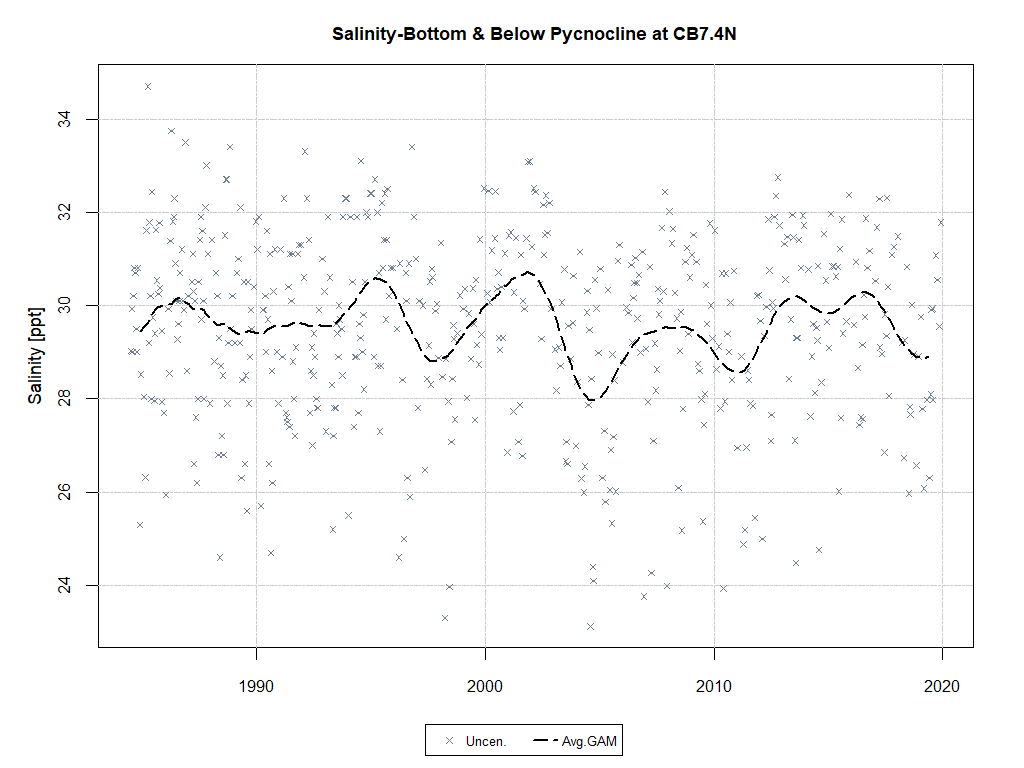 Salinity-Bottom & Below Pycnocline at CB7.4N
Salinity [ppt]
34
32
30
28
26
24
1990
2000
2010
2020
Uncen.
Avg.GAM